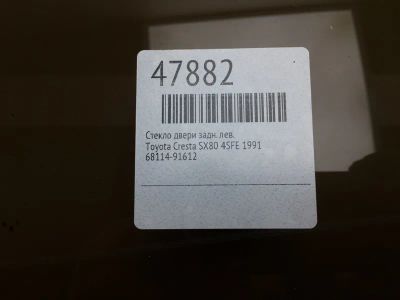 47882
Стекло двери задн. лев.
Toyota Cresta SX80 4SFE 1991
68114-91612